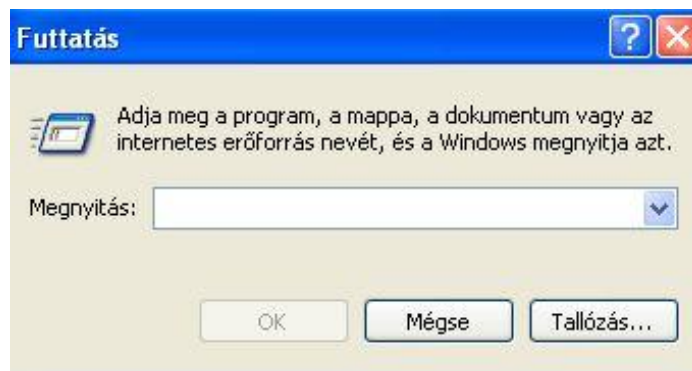 Futtatás
Adja meg a program, a mappa, a dokumentum vagy az
internetes erőforrás nevét, és a Windows megnyitja azt.
Megnyitás:
OK Mégse Tallózás...